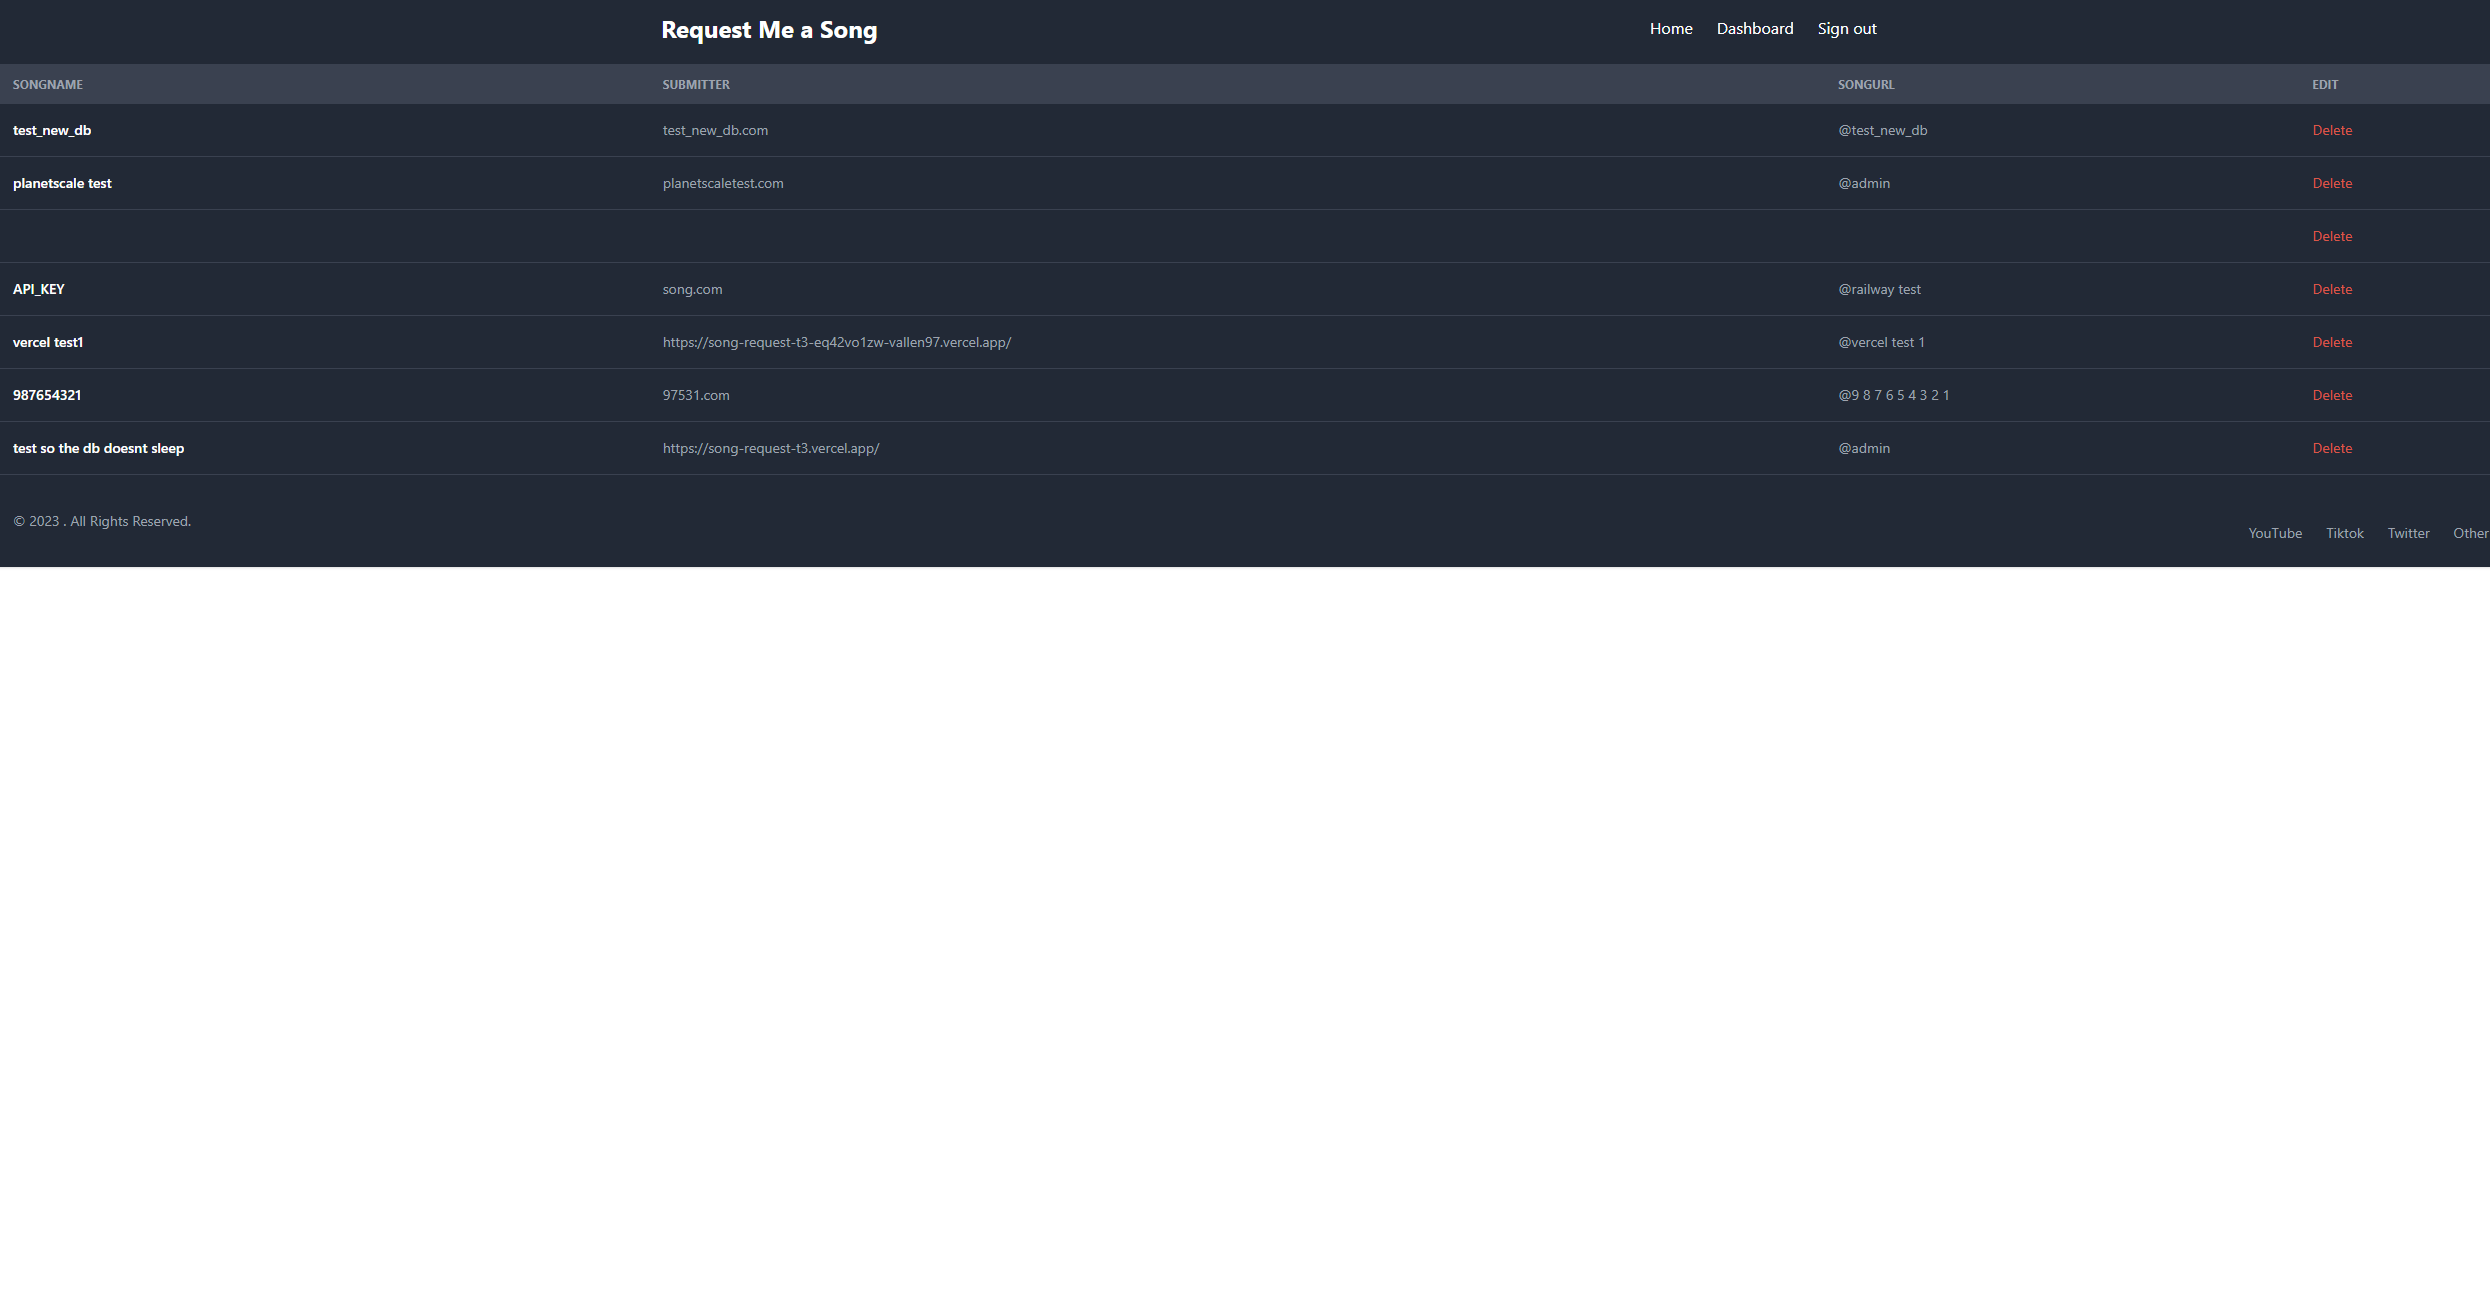 Request Me a Song Home Dashboard Sign out
SONGNAME SUBMITTER SONGURL EDIT
test_new_db test_new_db.com @test_new_db Delete
planetscale test planetscaletest.com @admin Delete
Delete
API_KEY song.com @railway test Delete
vercel test1 https://song-request-t3-eq42vo1zw-vallen97.vercel.app/ @vercel test 1 Delete
987654321 97531.com @9 8 7 6 5 4 3 2 1 Delete
test so the db doesnt sleep https://song-request-t3.vercel.app/ @admin Delete
© 2023 . All Rights Reserved.
YouTube Tiktok Twitter Other